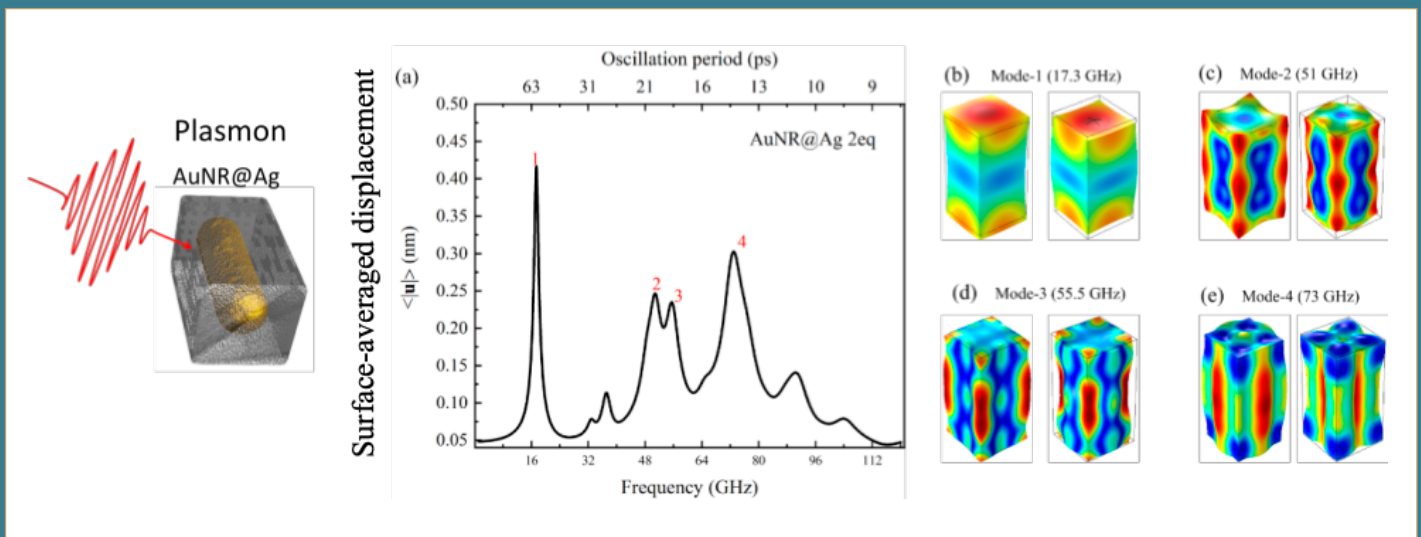 Plasmon
AuNR@Ag
Surface-averaged displacement
(a)
Oscillation period (ps)
63 31 21 16 13 10 9
<|u|> (nm)
0.50
0.45
0.40
0.35
0.30
0.25
0.20
0.15
0.10
0.05
AuNR@Ag 2eq
1
2
3
4
16 32 48 64 80 96 112
Frequency (GHz)
(b) Mode-1 (17.3 GHz)
(c) Mode-2 (51 GHz)
(d) Mode-3 (55.5 GHz)
(e) Mode-4 (73 GHz)